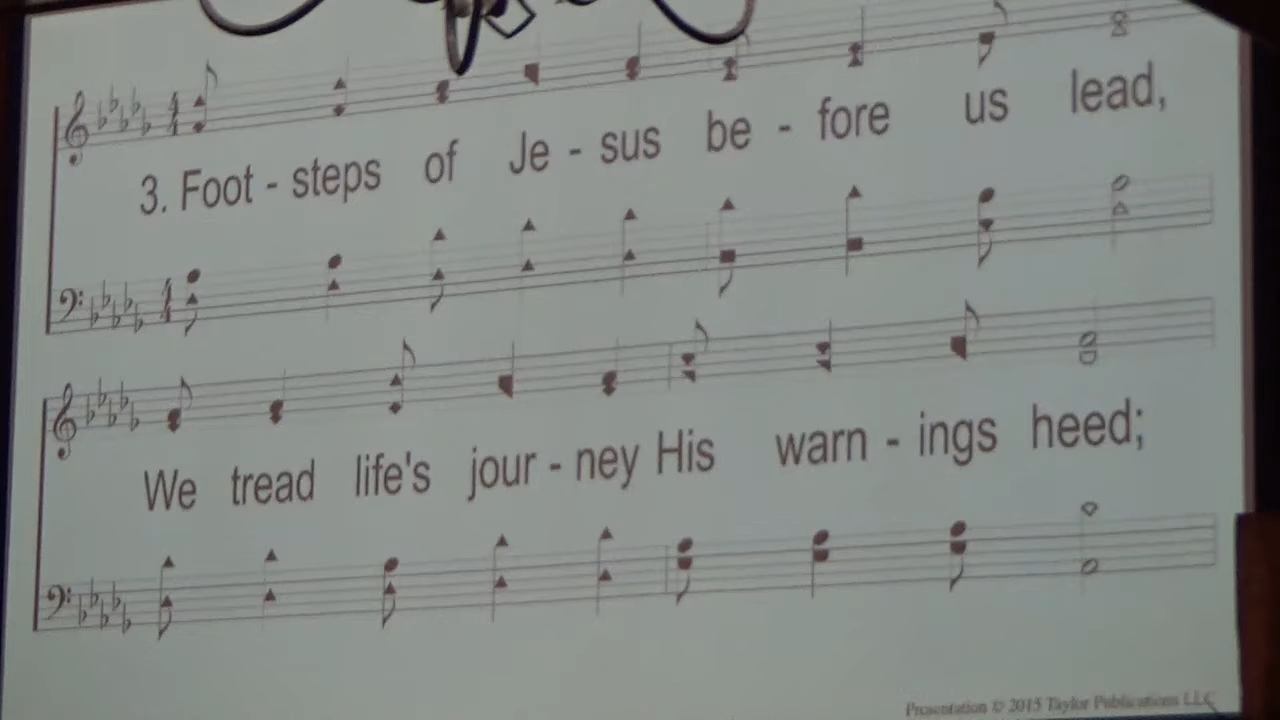 3. Foot - steps of Je - sus be - fore us lead,
We tread life's jour - ney His warn - ings heed;
Presentation © 2015 Taylor Publications LLC